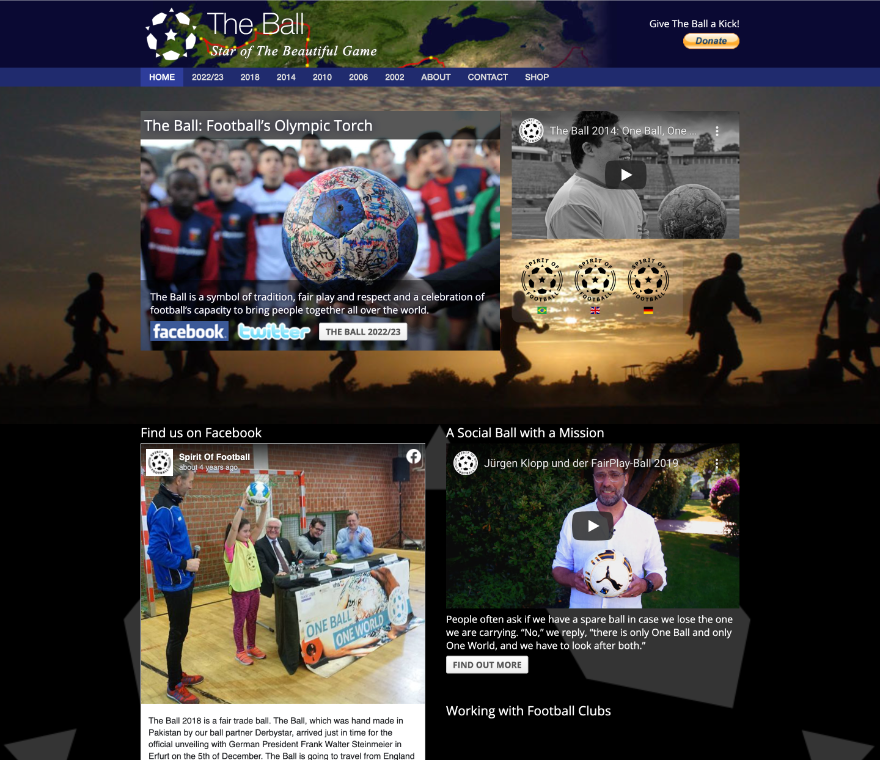 The Ball
Star of The Beautiful Game
Give The Ball a Kick!
Donate
HOME 2022/23 2018 2014 2010 2006 2002 ABOUT CONTACT SHOP
The Ball: Football's Olympic Torch
The Ball is a symbol of tradition, fair play and respect and a celebration of
football's capacity to bring people together all over the world.
facebook twitter THE BALL 2022/23
The Ball 2014: One Ball, One ...
SPIRIT OF FOOTBALL SPIRIT OF FOOTBALL SPIRIT OF FOOTBALL
Find us on Facebook
Spirit Of Football
about 4 years ago
ONE BALL
ONE WORLD
The Ball 2018 is a fair trade ball. The Ball, which was hand made in
Pakistan by our ball partner Derbystar, arrived just in time for the
official unveiling with German President Frank Walter Steinmeier in
Erfurt on the 5th of December. The Ball is going to travel from England
A Social Ball with a Mission
Jürgen Klopp und der FairPlay-Ball 2019
People often ask if we have a spare ball in case we lose the one
we are carrying. “No,” we reply, “there is only One Ball and only
One World, and we have to look after both.”
FIND OUT MORE
Working with Football Clubs